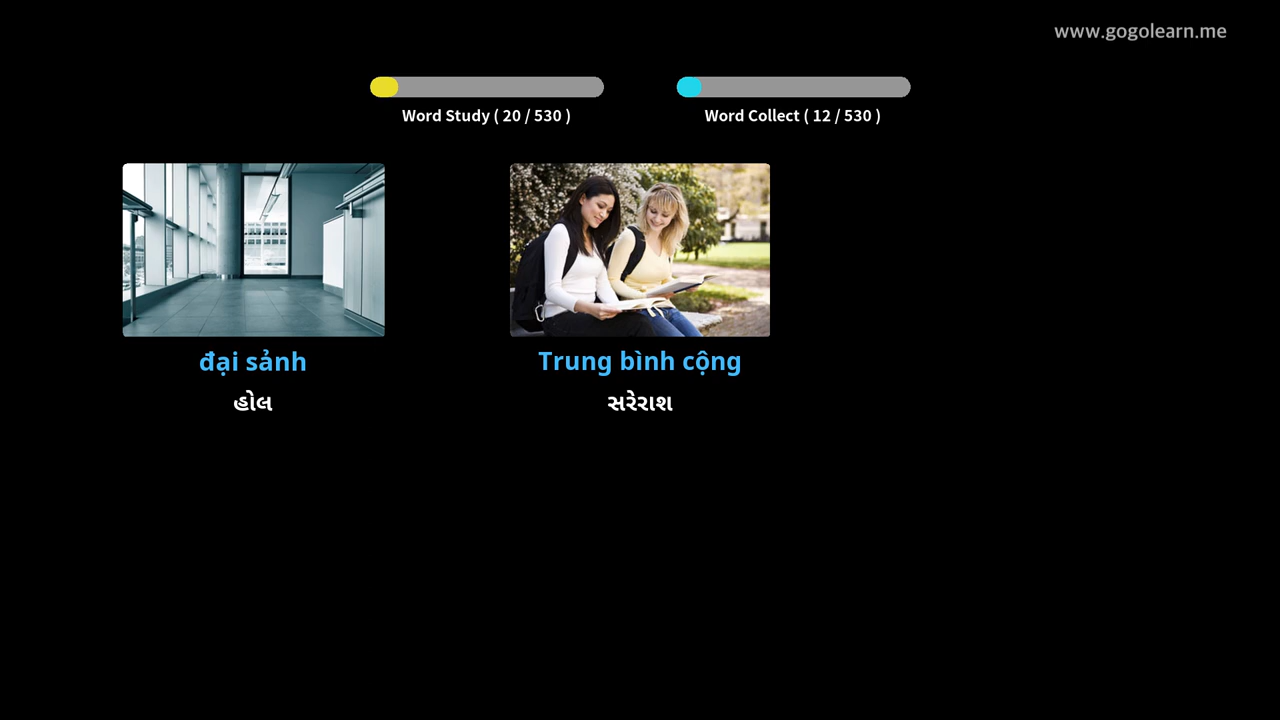 www.gogolearn.me
Word Study ( 20 / 530 )
Word Collect ( 12 / 530 )
đại sảnh
હોલ
Trung bình cộng
સરેરાશ